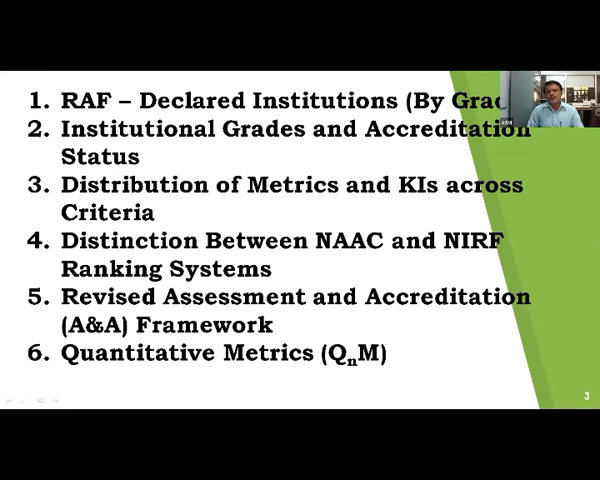 1. RAF – Declared Institutions (By
2. Institutional Grades and Accreditation
Status
3. Distribution of Metrics and KIs across
Criteria
4. Distinction Between NAAC and NIRF
Ranking Systems
5. Revised Assessment and Accreditation
(A&A) Framework
6. Quantitative Metrics (QnM)
3